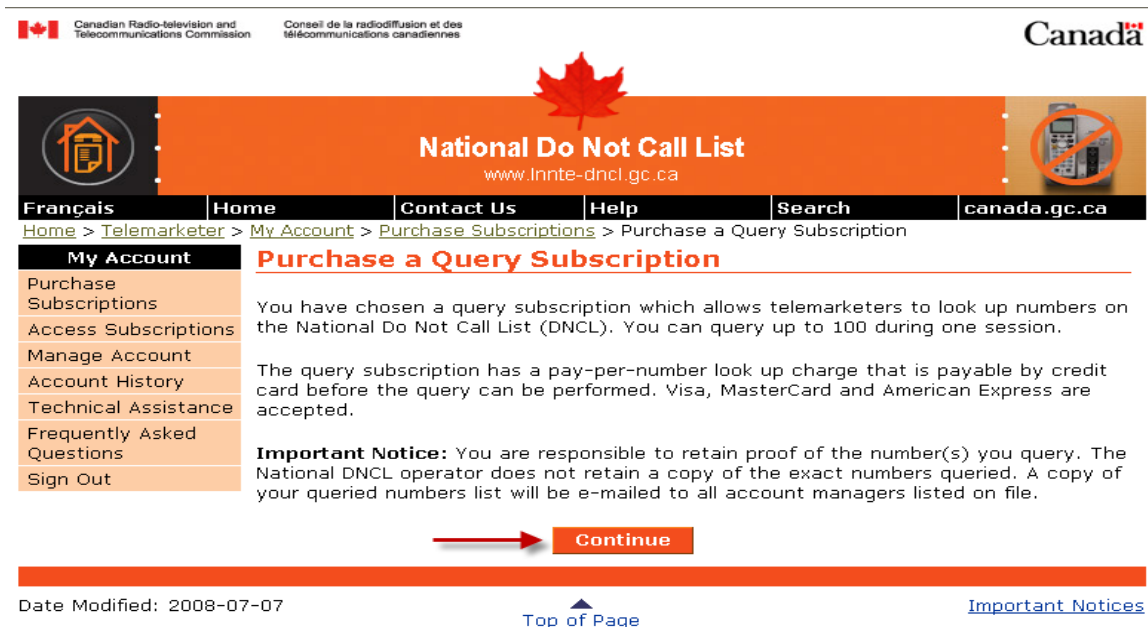 Canadian Radio-television and
Telecommunications Commission
Conseil de la radiodiffusion et des
télécommunications canadiennes
Canada
National Do Not Call List
www.lnnte-dncl.gc.ca
Français Home Contact Us Help Search canada.gc.ca
Home > Telemarketer > My Account > Purchase Subscriptions > Purchase a Query Subscription
My Account
Purchase
Subscriptions
Access Subscriptions
Manage Account
Account History
Technical Assistance
Frequently Asked
Questions
Sign Out
Purchase a Query Subscription
You have chosen a query subscription which allows telemarketers to look up numbers on
the National Do Not Call List (DNCL). You can query up to 100 during one session.
The query subscription has a pay-per-number look up charge that is payable by credit
card before the query can be performed. Visa, MasterCard and American Express are
accepted.
Important Notice: You are responsible to retain proof of the number(s) you query. The
National DNCL operator does not retain a copy of the exact numbers queried. A copy of
your queried numbers list will be e-mailed to all account managers listed on file.
Continue
Date Modified: 2008-07-07
Top of Page
Important Notices